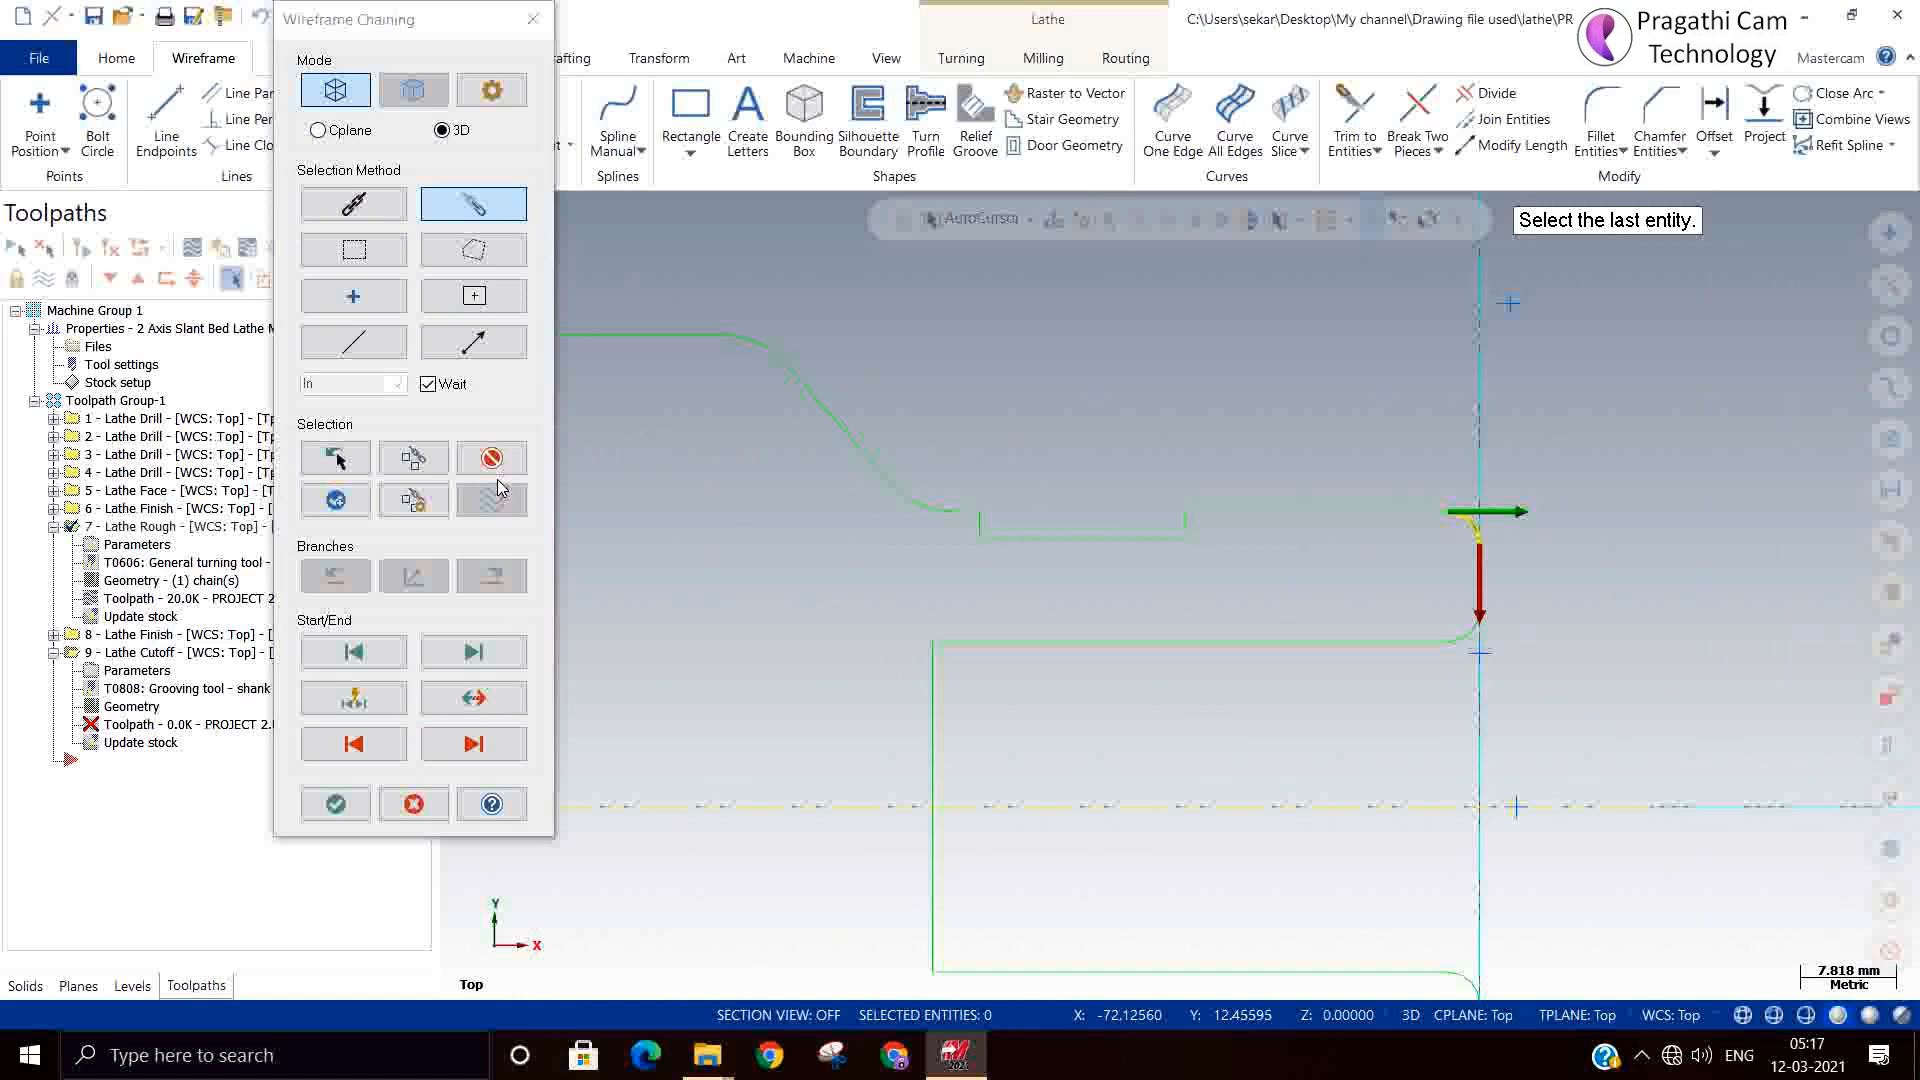 Wireframe Chaining
Lathe
C:\Users\sekar\Desktop\My channel\Drawing file used\lathe\PR
Pragathi Cam
Technology
File
Home
Wireframe
afting
Transform
Art
Machine
View
Turning
Milling
Routing
Mastercam
Mode
Cplane
3D
Point
Position
Bolt
Circle
Points
Line
Endpoints
Line Par
Line Per
Line Clo
Lines
Spline
Manual
Splines
Rectangle
Create
Letters
Bounding
Box
Silhouette
Boundary
Turn
Profile
Relief
Groove
Raster to Vector
Stair Geometry
Door Geometry
Shapes
Curve
One Edge
Curve
All Edges
Curve
Slice
Curves
Trim to
Entities
Break Two
Pieces
Divide
Join Entities
Modify Length
Fillet
Entities
Chamfer
Entities
Offset
Project
Close Arc
Combine Views
Refit Spline
Modify
Selection Method
In
Wait
Selection
Branches
Start/End
Toolpaths
Machine Group 1
Properties - 2 Axis Slant Bed Lathe M
Files
Tool settings
Stock setup
Toolpath Group-1
1 - Lathe Drill - [WCS: Top] - [Tp
2 - Lathe Drill - [WCS: Top] - [Tp
3 - Lathe Drill - [WCS: Top] - [Tp
4 - Lathe Drill - [WCS: Top] - [Tp
5 - Lathe Face - [WCS: Top] - [T
6 - Lathe Finish - [WCS: Top] - [
7 - Lathe Rough - [WCS: Top] - [
Parameters
T0606: General turning tool -
Geometry - (1) chain(s)
Toolpath - 20.0K - PROJECT 2
Update stock
8 - Lathe Finish - [WCS: Top] - [
9 - Lathe Cutoff - [WCS: Top] - [
Parameters
T0808: Grooving tool - shank
Geometry
Toolpath - 0.0K - PROJECT 2.
Update stock
AutoCursor
Select the last entity.
Y
X
Top
7.818 mm
Metric
Solids
Planes
Levels
Toolpaths
SECTION VIEW: OFF
SELECTED ENTITIES: 0
X: -72.12560
Y: 12.45595
Z: 0.00000
3D
CPLANE: Top
TPLANE: Top
WCS: Top
Type here to search
2021
ENG
05:17
12-03-2021